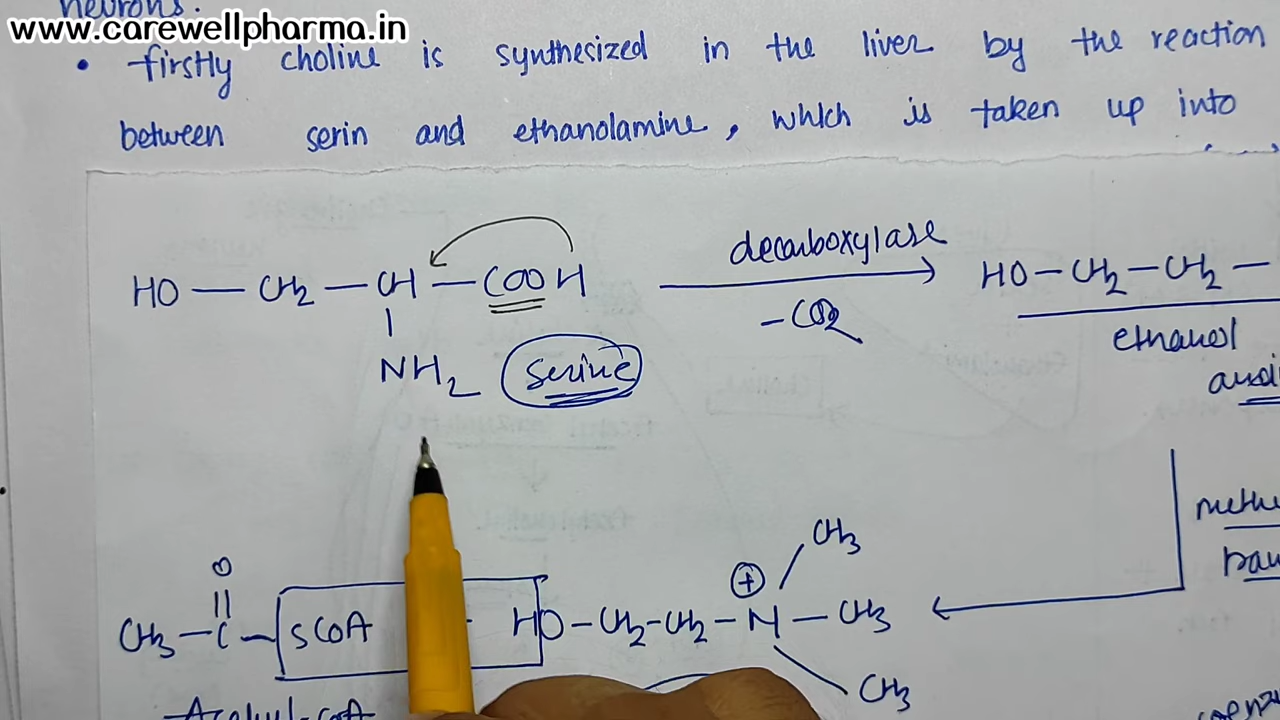 neurons.
www.carewellpharma.in
• firstly choline is synthesized in the liver by the reaction
between serin and ethanolamine, which is taken up into
HO — CH2 — CH — COOH
NH2
serine
decarboxylase
-CO2
HO — CH2 — CH2 —
ethanol
CH3 — C — SCoA
O
HO — CH2 — CH2 — N — CH3
+
CH3
CH3
Acetyl-CoA